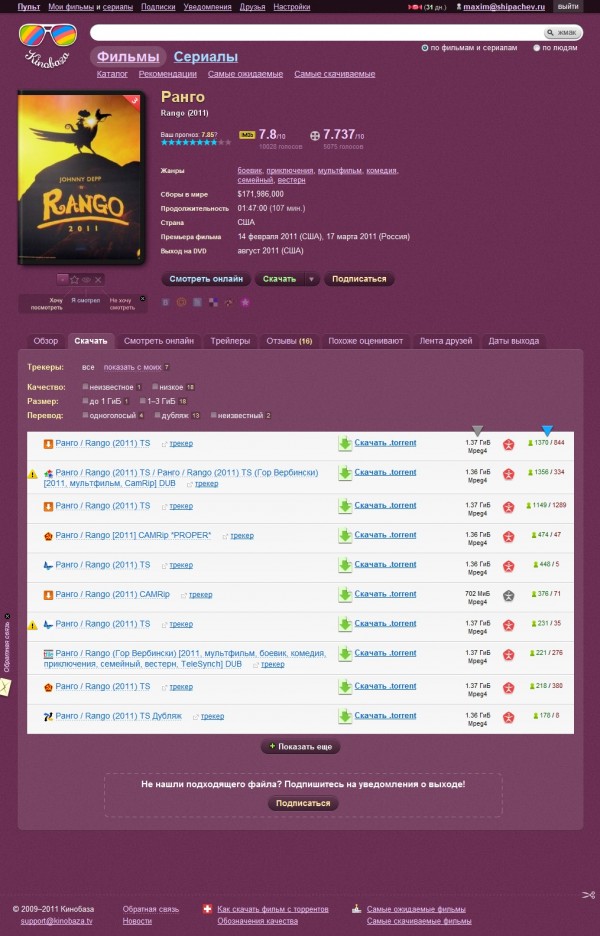 Пульт Мои фильмы и сериалы Подписки Уведомления Друзья Настройки (31 дн.) maxim@shipachev.ru выйти
Kinobaza
жмак
Фильмы Сериалы
по фильмам и сериалам по людям
Каталог Рекомендации Самые ожидаемые Самые скачиваемые
3
JOHNNY DEPP
RANGO
2011
Ранго
Rango (2011)
Ваш прогноз: 7.85?
IMDb 7.8/10
10628 голосов
7.737/10
5075 голосов
Жанры боевик, приключения, мультфильм, комедия, семейный, вестерн
Сборы в мире $171,986,000
Продолжительность 01:47:00 (107 мин.)
Страна США
Премьера фильма 14 февраля 2011 (США), 17 марта 2011 (Россия)
Выход на DVD август 2011 (США)
Хочу посмотреть Я смотрел Не хочу смотреть
Смотреть онлайн Скачать Подписаться
Обзор Скачать Смотреть онлайн Трейлеры Отзывы (16) Похоже оценивают Лента друзей Даты выхода
Трекеры: все показать с моих 7
Качество: неизвестное 1 низкое 18
Размер: до 1 ГиБ 1 1–3 ГиБ 18
Перевод: одноголосый 4 дубляж 13 неизвестный 2
Ранго / Rango (2011) TS трекер Скачать .torrent 1.37 ГиБ Mpeg4 1370 / 844
Ранго / Rango (2011) TS / Ранго / Rango (2011) TS (Гор Вербински)
[2011, мультфильм, CamRip] DUB трекер Скачать .torrent 1.36 ГиБ Mpeg4 1356 / 334
Ранго / Rango (2011) TS трекер Скачать .torrent 1.37 ГиБ Mpeg4 1149 / 1289
Ранго / Rango [2011] CAMRip *PROPER* трекер Скачать .torrent 1.36 ГиБ Mpeg4 474 / 47
Ранго / Rango (2011) TS трекер Скачать .torrent 1.36 ГиБ Mpeg4 448 / 5
Ранго / Rango (2011) CAMRip трекер Скачать .torrent 702 МиБ Mpeg4 376 / 71
Ранго / Rango (2011) TS трекер Скачать .torrent 1.37 ГиБ Mpeg4 231 / 35
Ранго / Rango (Гор Вербински) [2011, мультфильм, боевик, комедия,
приключения, семейный, вестерн, TeleSynch] DUB трекер Скачать .torrent 1.37 ГиБ Mpeg4 221 / 276
Ранго / Rango (2011) TS трекер Скачать .torrent 1.37 ГиБ Mpeg4 218 / 380
Ранго / Rango (2011) TS Дубляж трекер Скачать .torrent 1.36 ГиБ Mpeg4 178 / 8
+ Показать еще
Обратная связь
Не нашли подходящего файла? Подпишитесь на уведомления о выходе!
Подписаться
© 2009–2011 Кинобаза Обратная связь Как скачать фильм с торрентов Самые ожидаемые фильмы
support@kinobaza.tv Новости Обозначения качества Самые скачиваемые фильмы